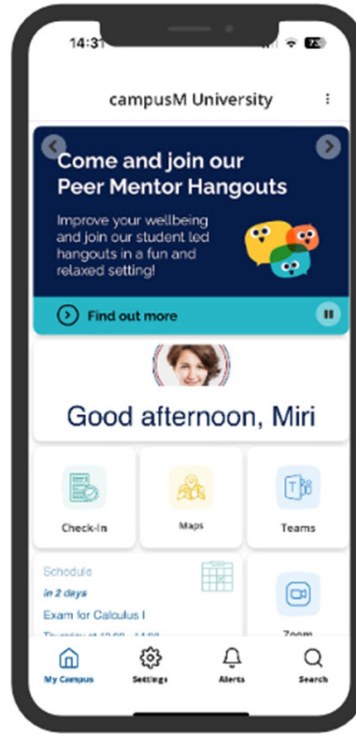 14:31
73
campusM University
Come and join our
Peer Mentor Hangouts
Improve your wellbeing
and join our student led
hangouts in a fun and
relaxed setting!
Find out more
Good afternoon, Miri
Check-In
Maps
Teams
T
Schedule
in 2 days
Exam for Calculus I
Zoom
My Campus
Settings
Alerts
Search